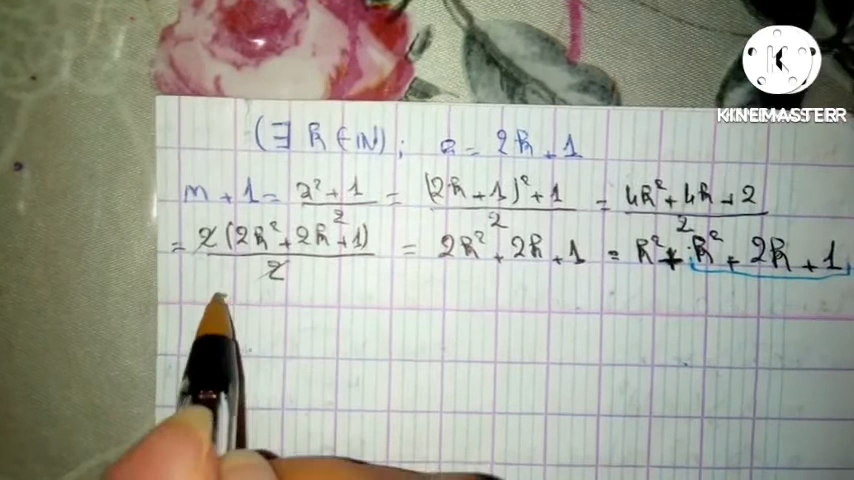 KINEMASTER
(∃ k ∈ IN) ; a = 2k + 1
n + 1 = a² + 1 / 2 = (2k + 1)² + 1 / 2 = 4k² + 4k + 2 / 2
= 2(2k² + 2k + 1) / 2 = 2k² + 2k + 1 = k² + k² + 2k + 1